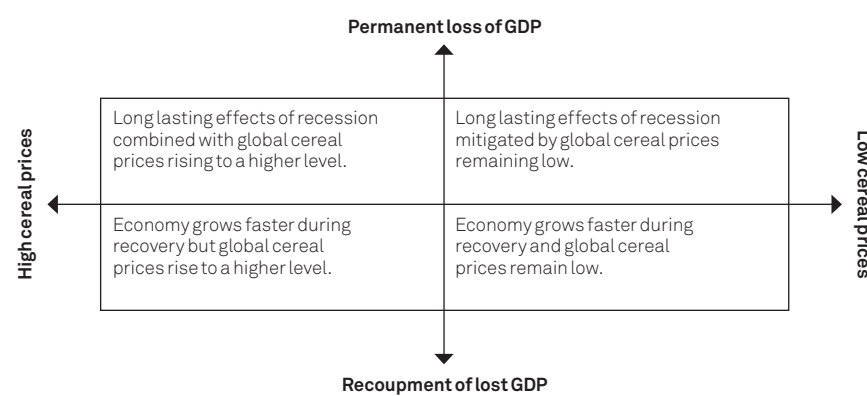 Permanent loss of GDP
High cereal prices
Long lasting effects of recession
combined with global cereal
prices rising to a higher level.
Long lasting effects of recession
mitigated by global cereal prices
remaining low.
Low cereal prices
Economy grows faster during
recovery but global cereal
prices rise to a higher level.
Economy grows faster during
recovery and global cereal
prices remain low.
Recoupment of lost GDP